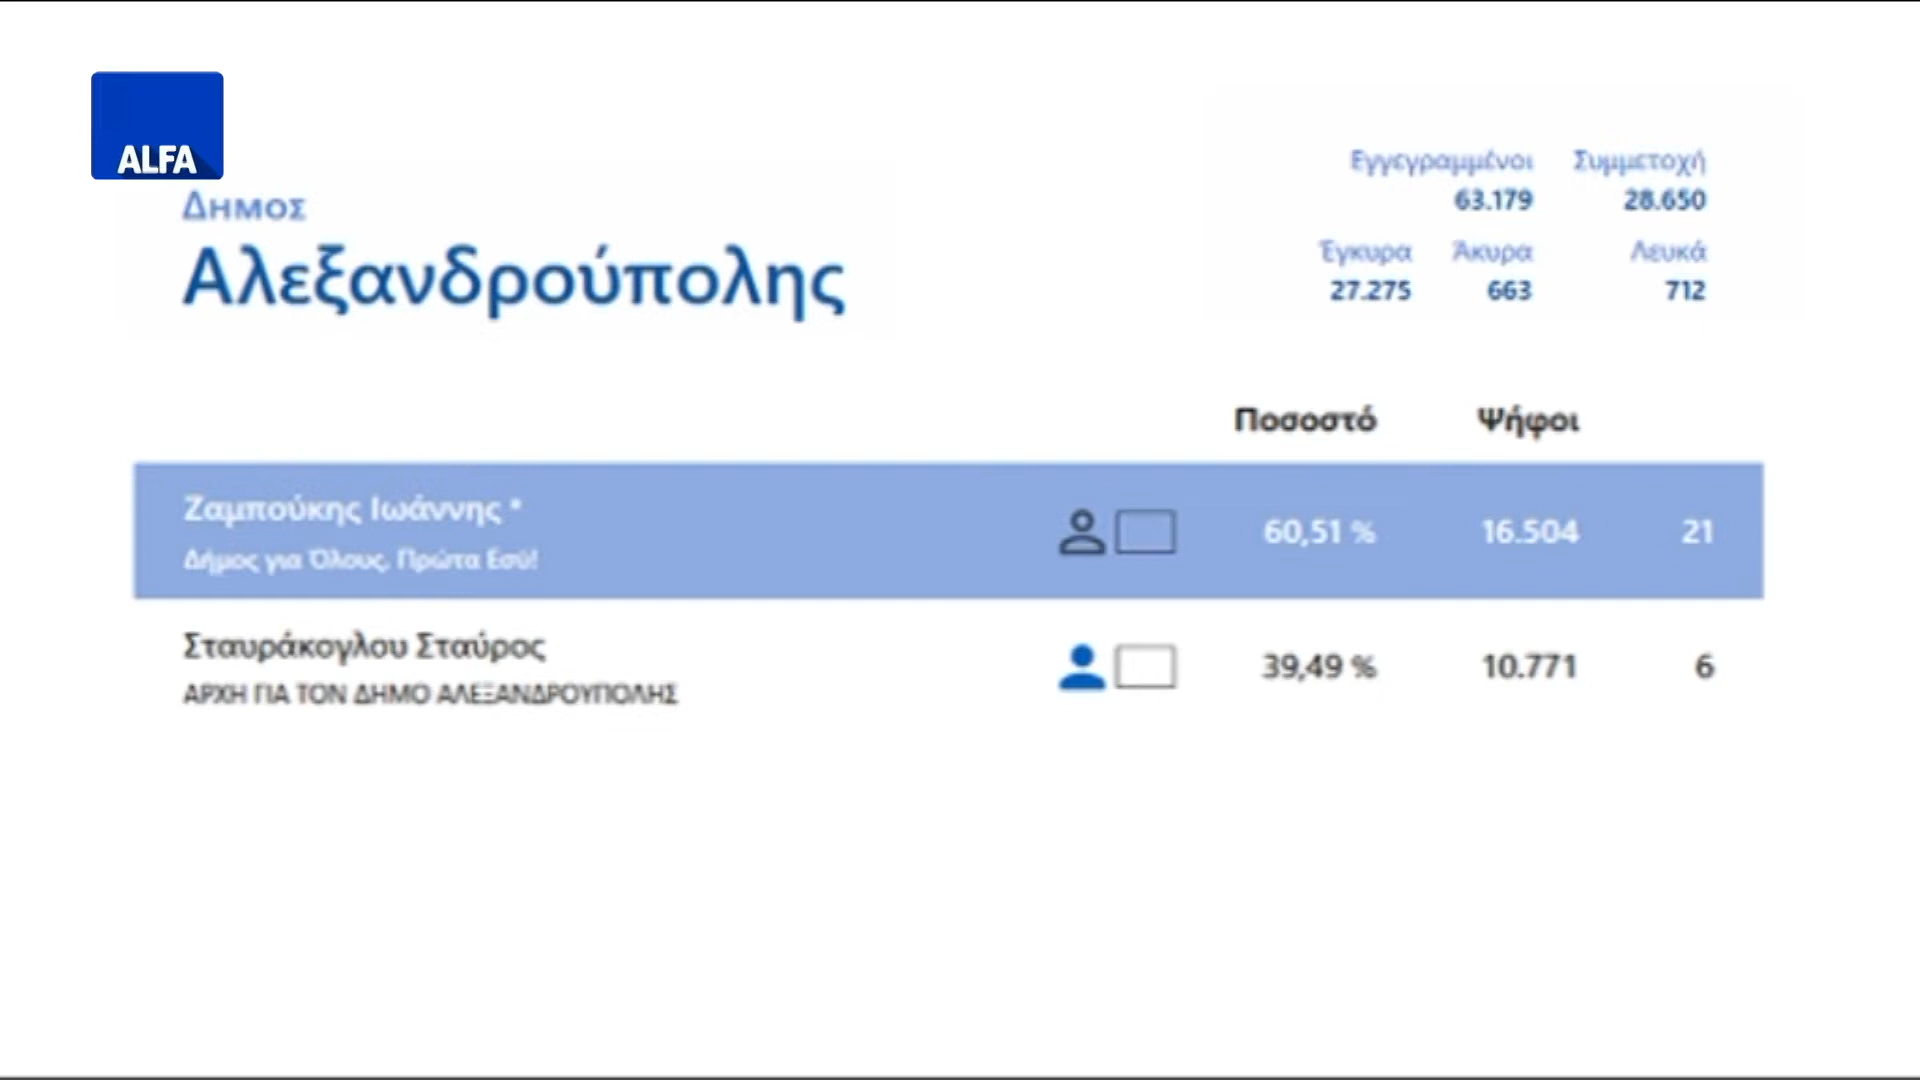 ALFA
ΔΗΜΟΣ
Αλεξανδρούπολης
Εγγεγραμμένοι Συμμετοχή
63.179 28.650
Έγκυρα Άκυρα Λευκά
27.275 663 712
Ποσοστό Ψήφοι
Ζαμπούκης Ιωάννης *
60,51 % 16.504 21
Δήμος για Όλους. Πρώτα Εσύ!
Σταυράκογλου Σταύρος
39,49 % 10.771 6
ΑΡΧΗ ΓΙΑ ΤΟΝ ΔΗΜΟ ΑΛΕΞΑΝΔΡΟΥΠΟΛΗΣ